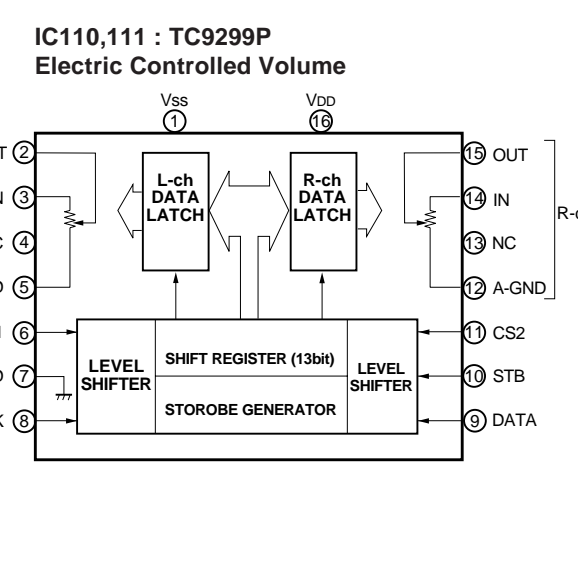 IC110,111 : TC9299P
Electric Controlled Volume
Vss
VDD
1
16
2
15 OUT
L-ch
DATA
LATCH
R-ch
DATA
LATCH
3
14 IN
4
13 NC
5
12 A-GND
6
11 CS2
LEVEL
SHIFTER
SHIFT REGISTER (13bit)
LEVEL
SHIFTER
7
10 STB
STOROBE GENERATOR
8
9 DATA